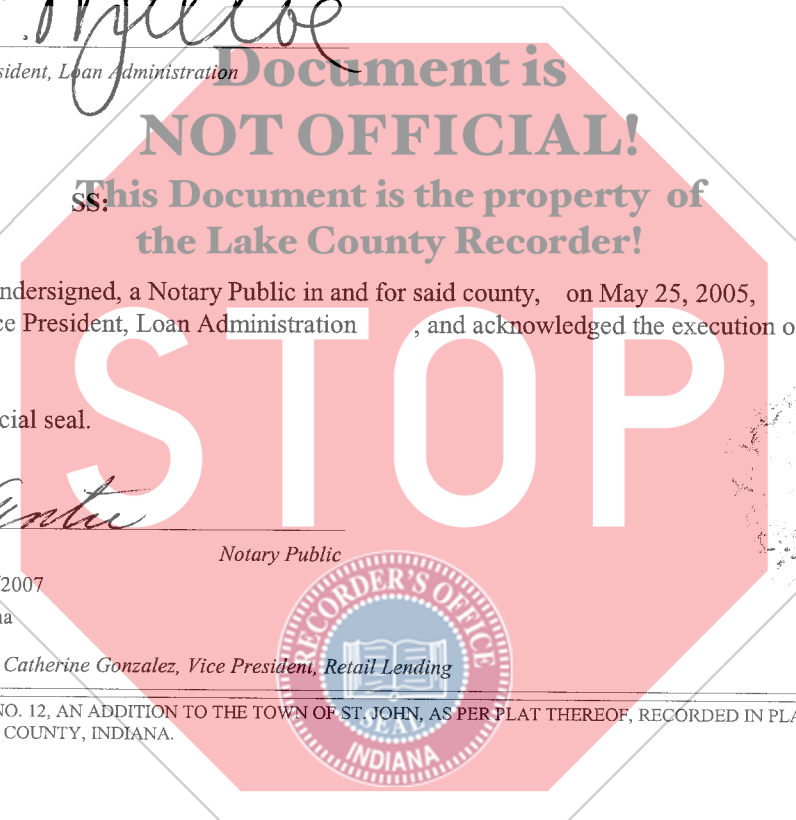 sident, Loan Administration
Document is
NOT OFFICIAL!
This Document is the property of
the Lake County Recorder!
SS:
ndersigned, a Notary Public in and for said county, on May 25, 2005,
ce President, Loan Administration , and acknowledged the execution o
STOP
cial seal.
Notary Public
/2007
na
RECORDER'S OFFICE
SEAL
INDIANA
Catherine Gonzalez, Vice President, Retail Lending
NO. 12, AN ADDITION TO THE TOWN OF ST. JOHN, AS PER PLAT THEREOF, RECORDED IN PLA
COUNTY, INDIANA.